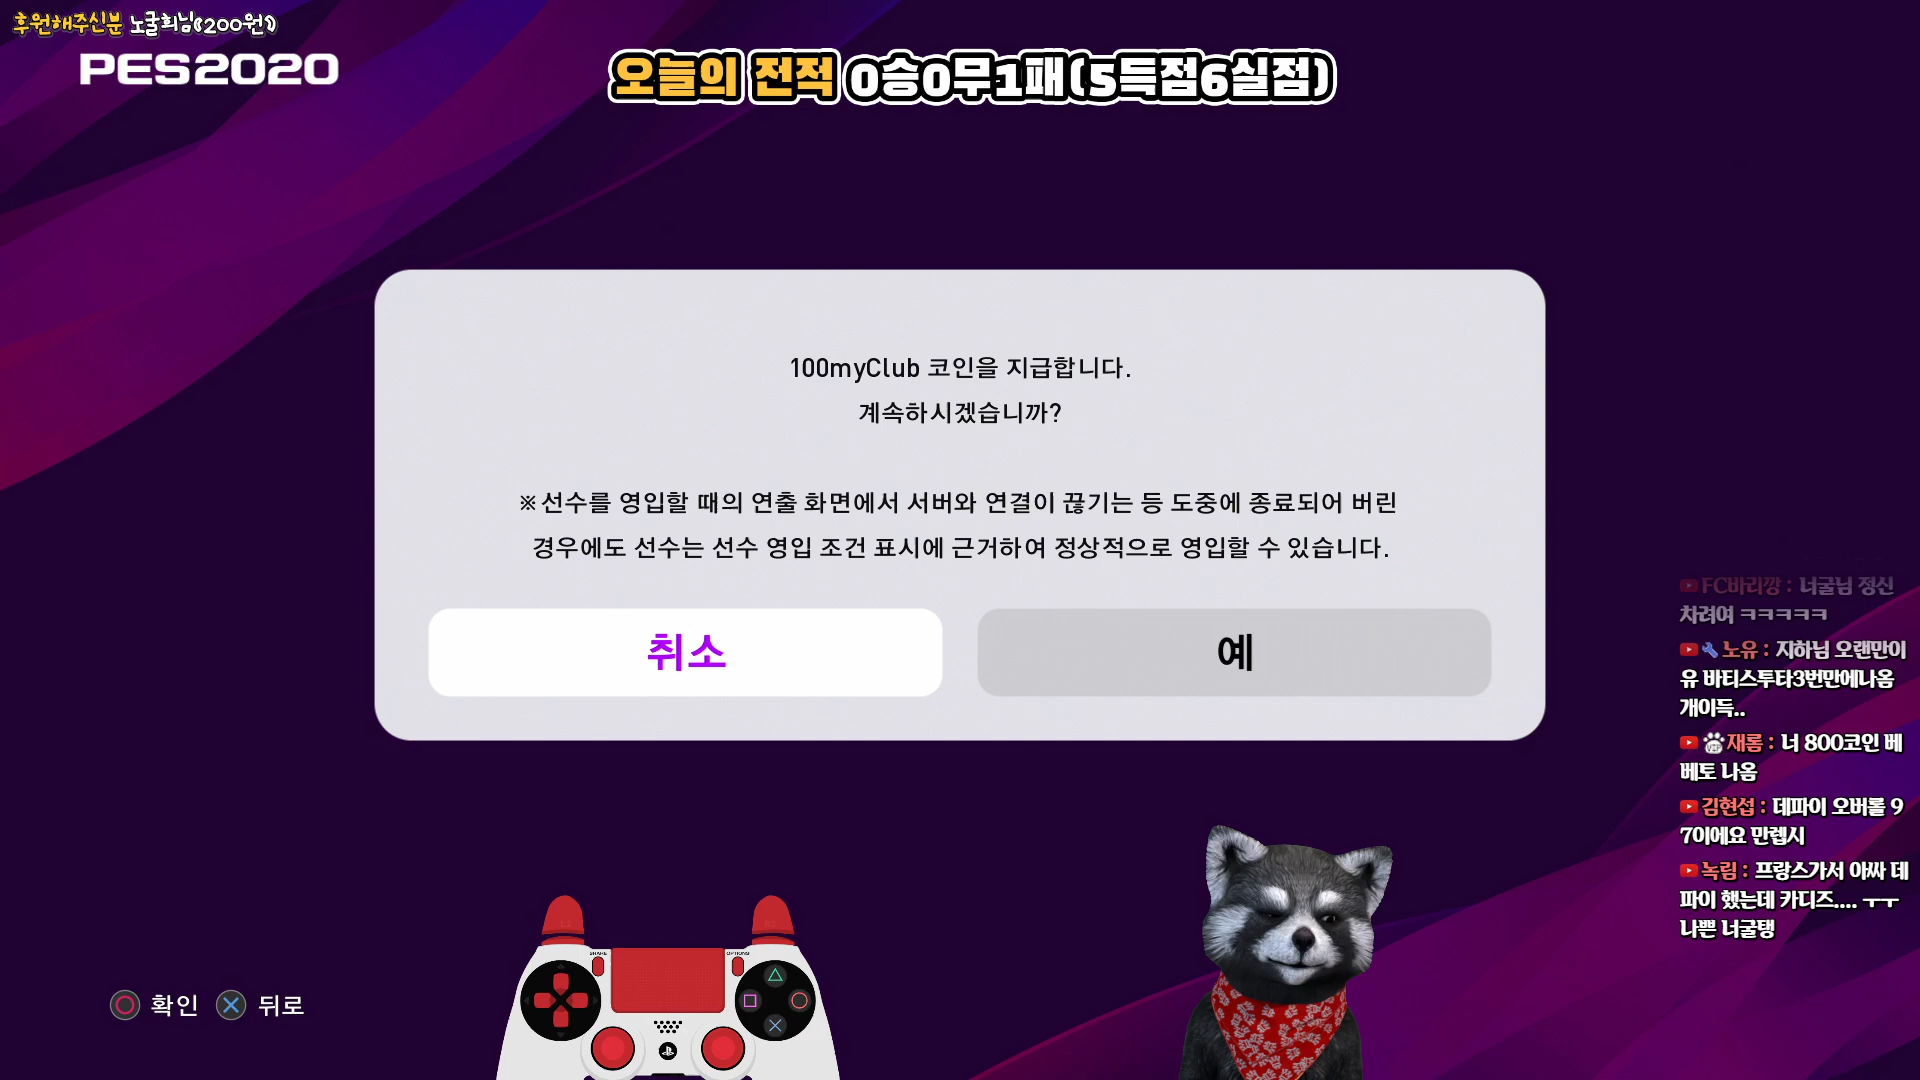 후원해주신분 노굴희님(200원)
PES2020
오늘의 전적 0승0무1패(5득점6실점)
100myClub 코인을 지급합니다.
계속하시겠습니까?
※선수를 영입할 때의 연출 화면에서 서버와 연결이 끊기는 등 도중에 종료되어 버린
경우에도 선수는 선수 영입 조건 표시에 근거하여 정상적으로 영입할 수 있습니다.
취소
예
FC바리깡 : 너굴님 정신
차려여 ㅋㅋㅋㅋㅋ
노유 : 지하님 오랜만이
유 바티스투타3번만에나옴
개이득..
재롬 : 너 800코인 베
베토 나옴
김현섭 : 데파이 오버롤 9
7이에요 만렙시
녹림 : 프랑스가서 아싸 데
파이 했는데 카디즈.... ㅜㅜ
나쁜 너굴탱
SHARE
OPTIONS
확인
뒤로